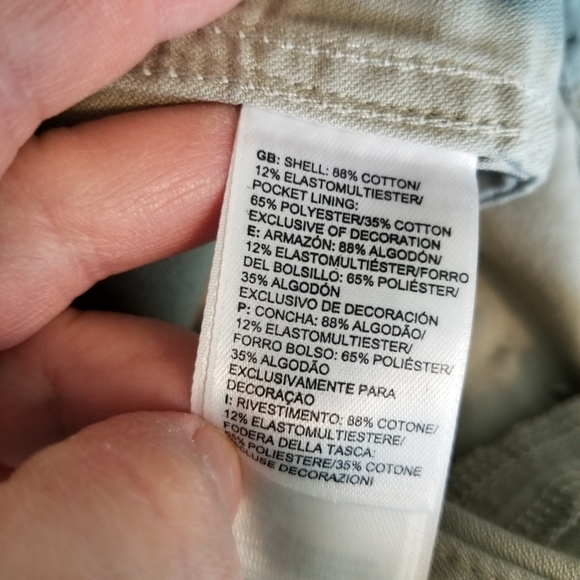 GB: SHELL: 88% COTTON/
12% ELASTOMULTIESTER/
POCKET LINING:
65% POLYESTER/35% COTTON
EXCLUSIVE OF DECORATION
E: ARMAZÓN: 88% ALGODÓN/
12% ELASTOMULTIÉSTER/FORRO
DEL BOLSILLO: 65% POLIÉSTER/
35% ALGODÓN
EXCLUSIVO DE DECORACIÓN
P: CONCHA: 88% ALGODÃO/
12% ELASTOMULTIESTER/
FORRO BOLSO: 65% POLIÉSTER/
35% ALGODÃO
EXCLUSIVAMENTE PARA
DECORAÇAO
I: RIVESTIMENTO: 88% COTONE/
12% ELASTOMULTIESTERE/
FODERA DELLA TASCA:
65% POLIESTERE/35% COTONE
DECORAZIONI